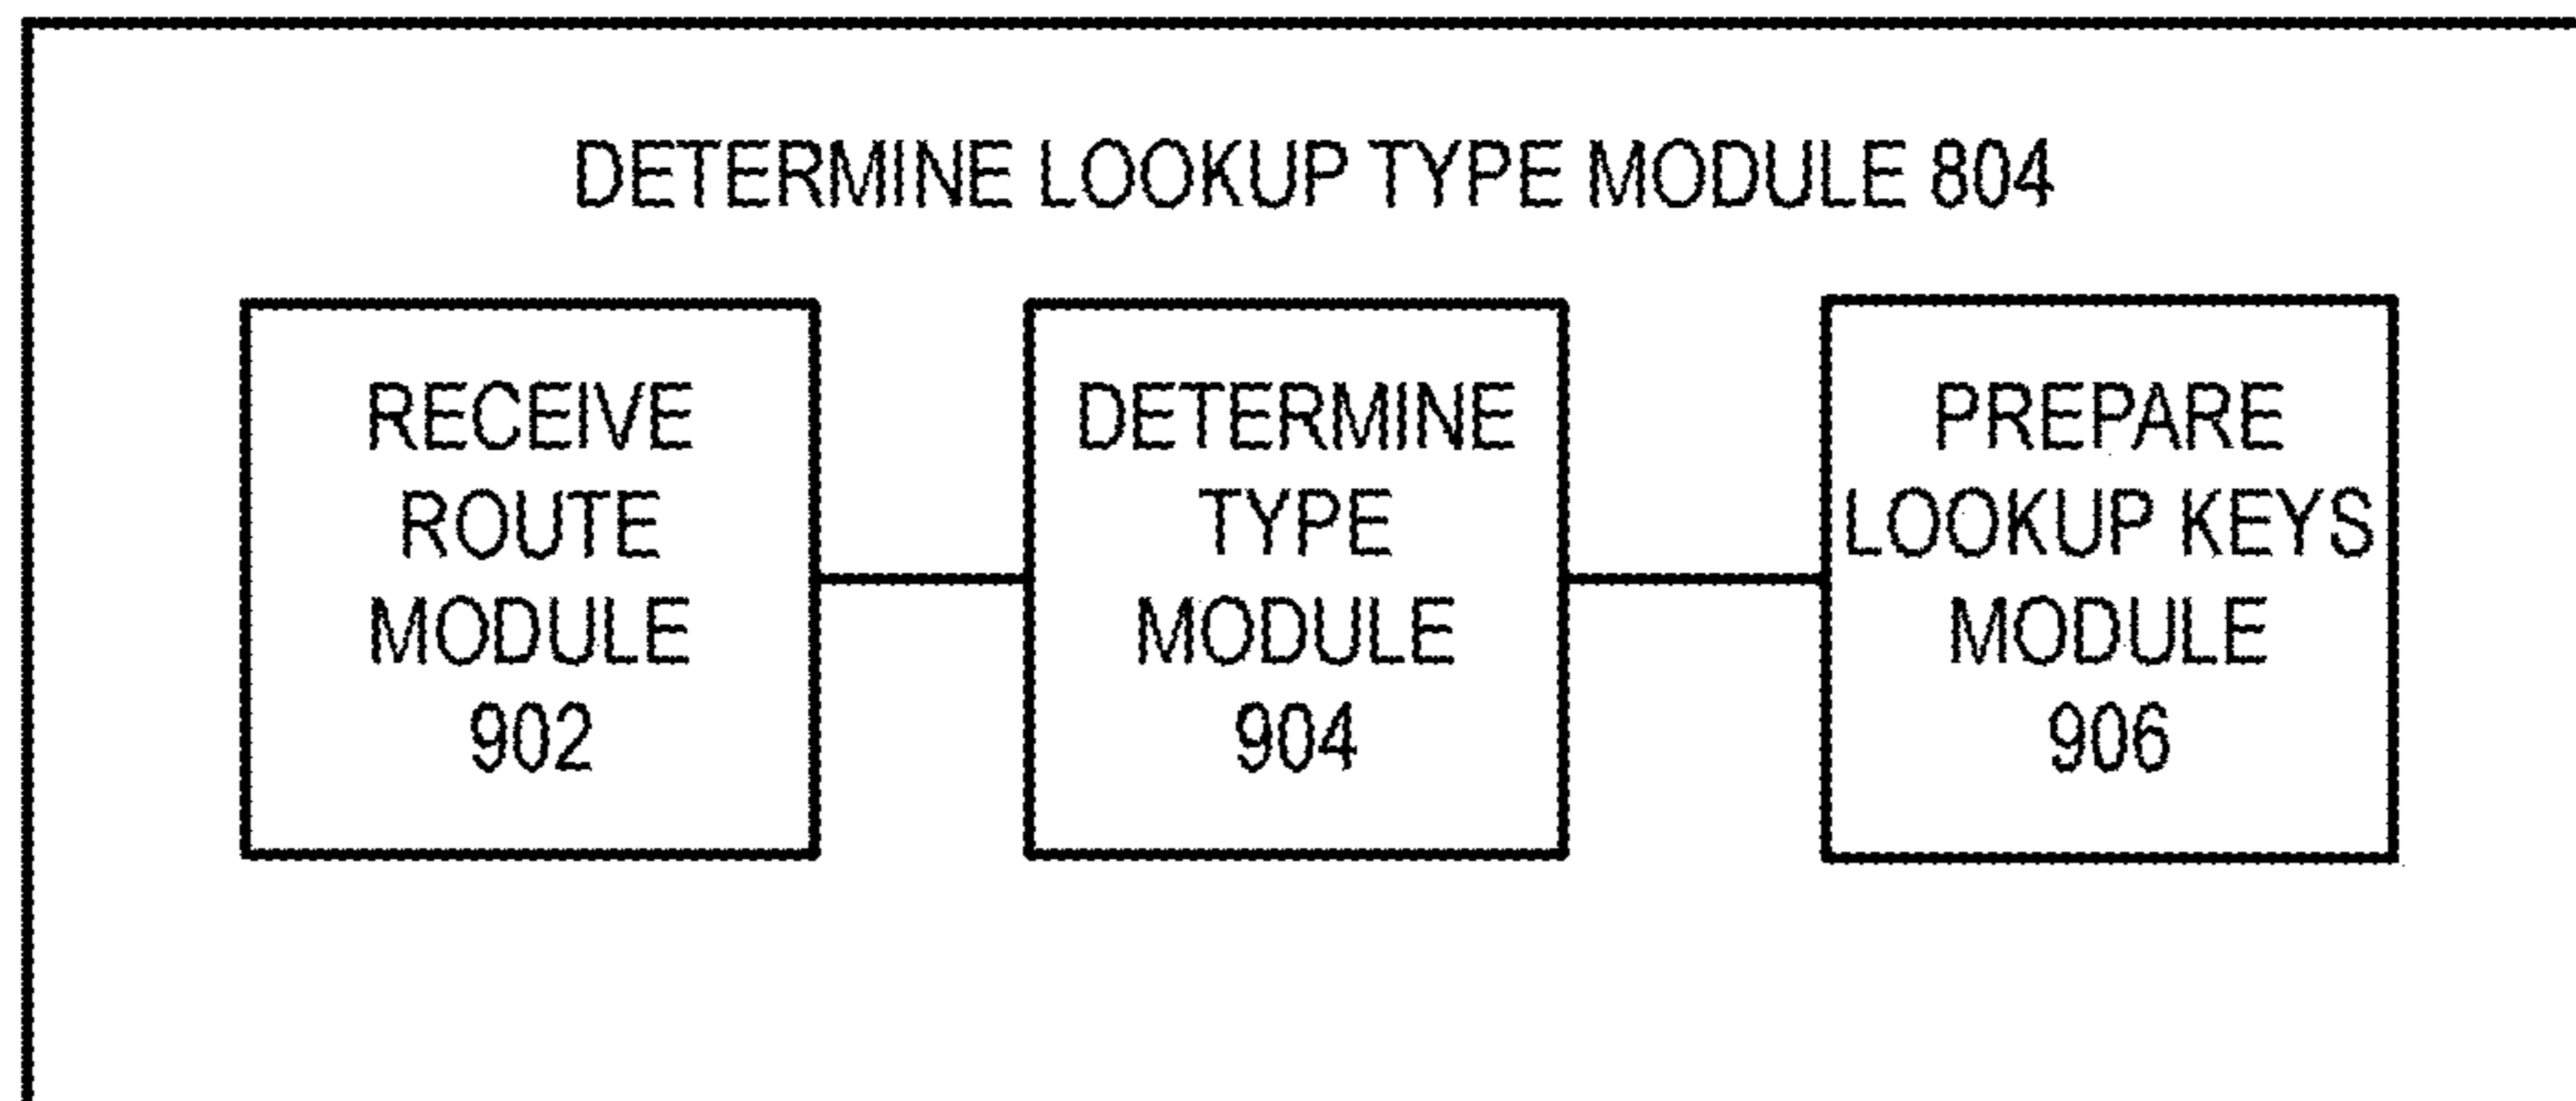 DETERMINE LOOKUP TYPE MODULE 804
RECEIVE
ROUTE
MODULE
902
DETERMINE
TYPE
MODULE
904
PREPARE
LOOKUP KEYS
MODULE
906